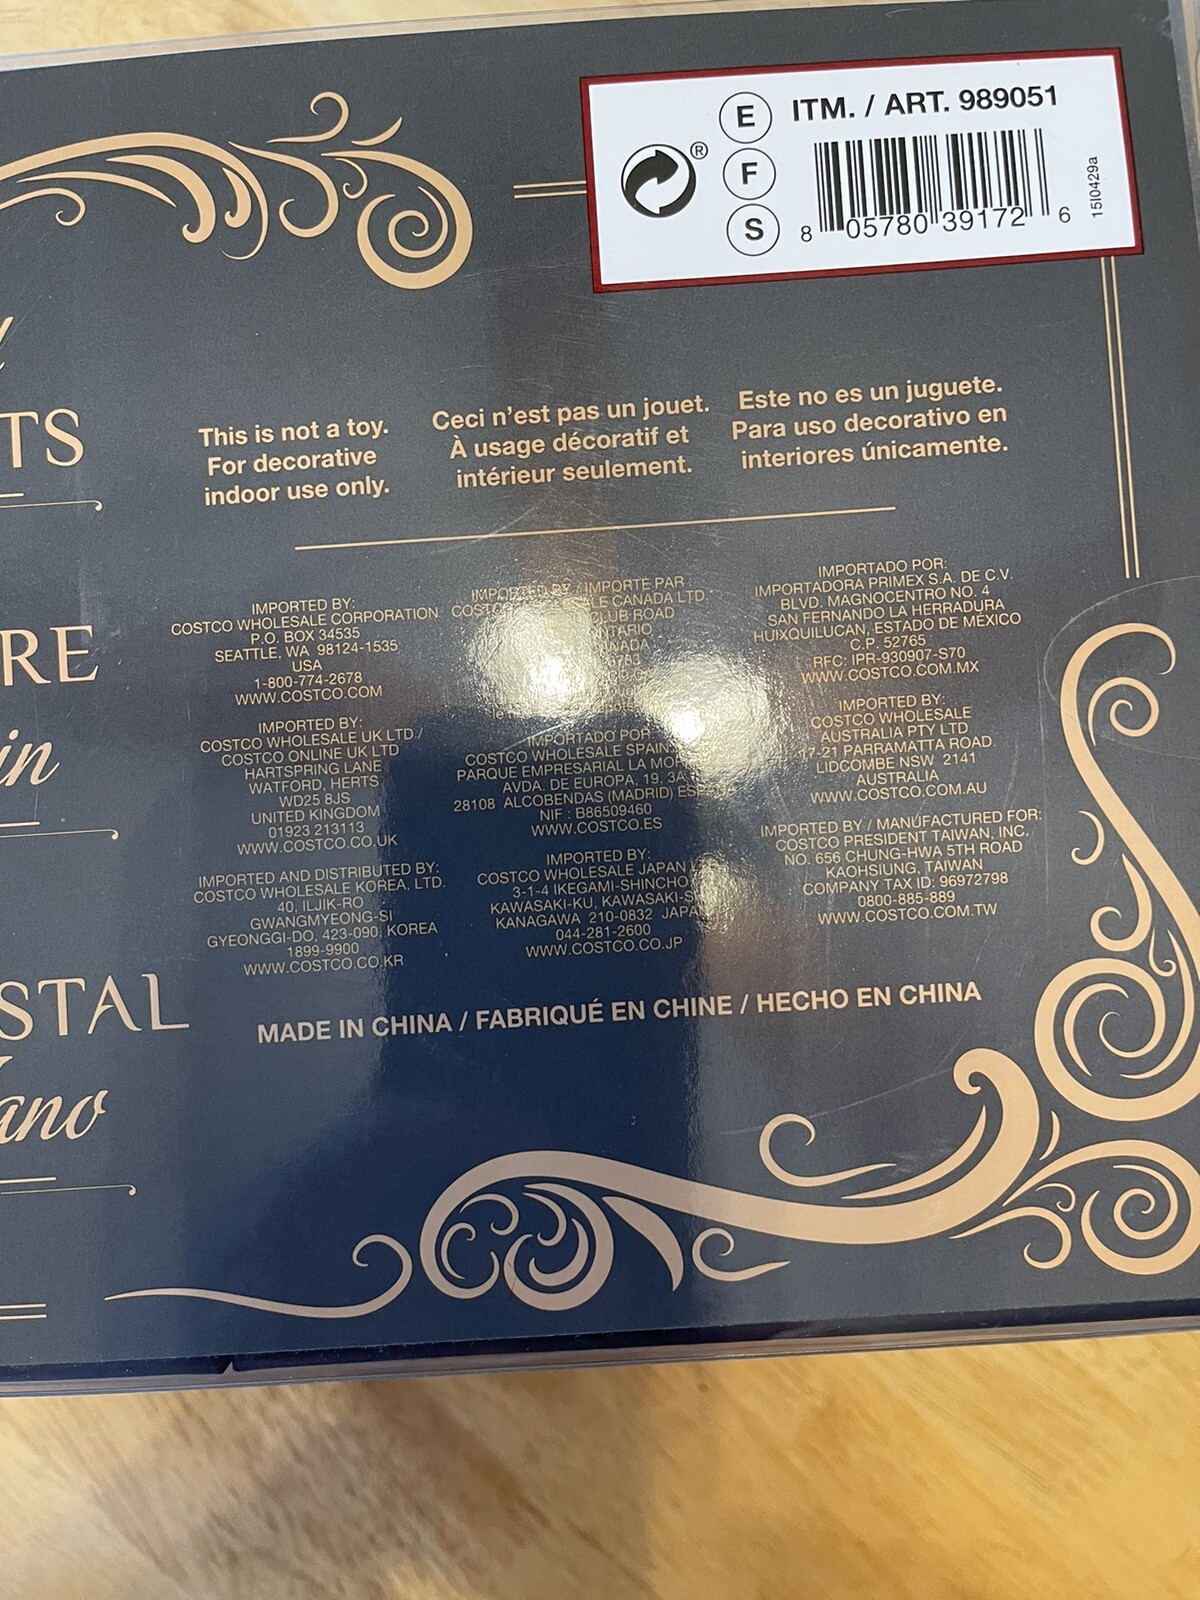 E
F
S
ITM. / ART. 989051
8 05780 39172 6
15I0429a
®
TS
RE
in
STAL
ano
This is not a toy.
For decorative
indoor use only.
Ceci n'est pas un jouet.
À usage décoratif et
intérieur seulement.
Este no es un juguete.
Para uso decorativo en
interiores únicamente.
IMPORTED BY:
COSTCO WHOLESALE CORPORATION
P.O. BOX 34535
SEATTLE, WA 98124-1535
USA
1-800-774-2678
WWW.COSTCO.COM
IMPORTED BY:
COSTCO WHOLESALE UK LTD./
COSTCO ONLINE UK LTD
HARTSPRING LANE
WATFORD, HERTS
WD25 8JS
UNITED KINGDOM
01923 213113
WWW.COSTCO.CO.UK
IMPORTED AND DISTRIBUTED BY:
COSTCO WHOLESALE KOREA, LTD.
40, ILJIK-RO
GWANGMYEONG-SI
GYEONGGI-DO, 423-090, KOREA
1899-9900
WWW.COSTCO.CO.KR
IMPORTED BY / IMPORTÉ PAR
CANADA LTD.*
ROAD
IMPORTADO POR:
COSTCO WHOLESALE SPAIN
PARQUE EMPRESARIAL LA
AVDA. DE EUROPA, 19, 3A
28108 ALCOBENDAS (MADRID)
NIF : B86509460
WWW.COSTCO.ES
IMPORTED BY:
COSTCO WHOLESALE JAPAN
3-1-4 IKEGAMI-SHINCHO
KAWASAKI-KU,
KANAGAWA 210-0832 JAPAN
044-281-2600
WWW.COSTCO.CO.JP
IMPORTADO POR:
IMPORTADORA PRIMEX S.A. DE C.V.
BLVD. MAGNOCENTRO NO. 4
SAN FERNANDO LA HERRADURA
HUIXQUILUCAN, ESTADO DE MÉXICO
C.P. 52765
RFC: IPR-930907-S70
WWW.COSTCO.COM.MX
IMPORTED BY:
COSTCO WHOLESALE
AUSTRALIA PTY LTD
17-21 PARRAMATTA ROAD
LIDCOMBE NSW 2141
AUSTRALIA
WWW.COSTCO.COM.AU
IMPORTED BY / MANUFACTURED FOR:
COSTCO PRESIDENT TAIWAN, INC.
NO. 656 CHUNG-HWA 5TH ROAD
KAOHSIUNG, TAIWAN
COMPANY TAX ID: 96972798
0800-885-889
WWW.COSTCO.COM.TW
MADE IN CHINA / FABRIQUÉ EN CHINE / HECHO EN CHINA